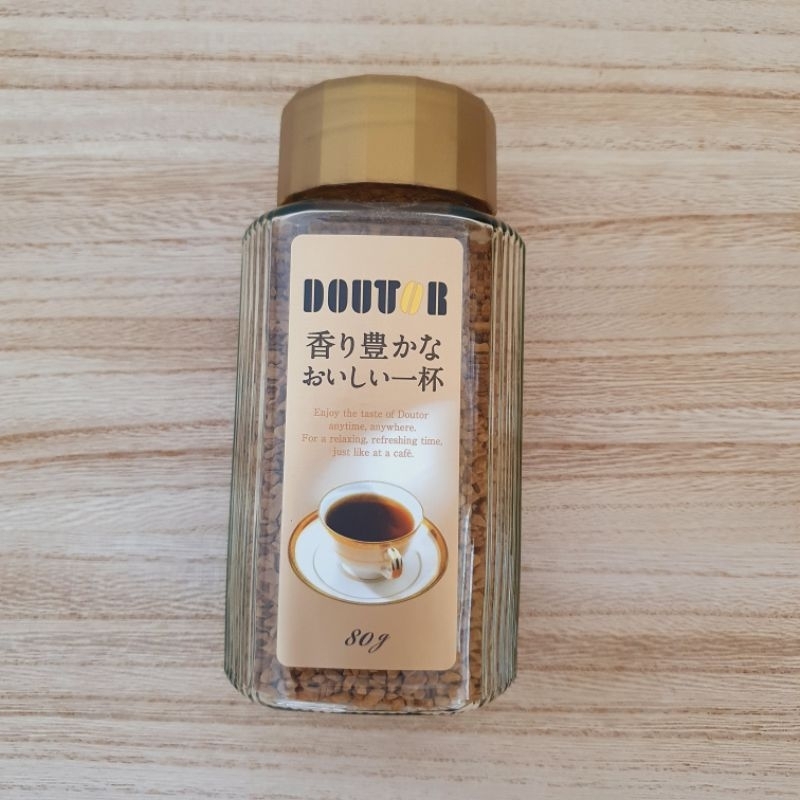 DOUTOR
香り豊かな
おいしい一杯
Enjoy the taste of Doutor
anytime, anywhere.
For a relaxing, refreshing time,
just like at a café.
80g